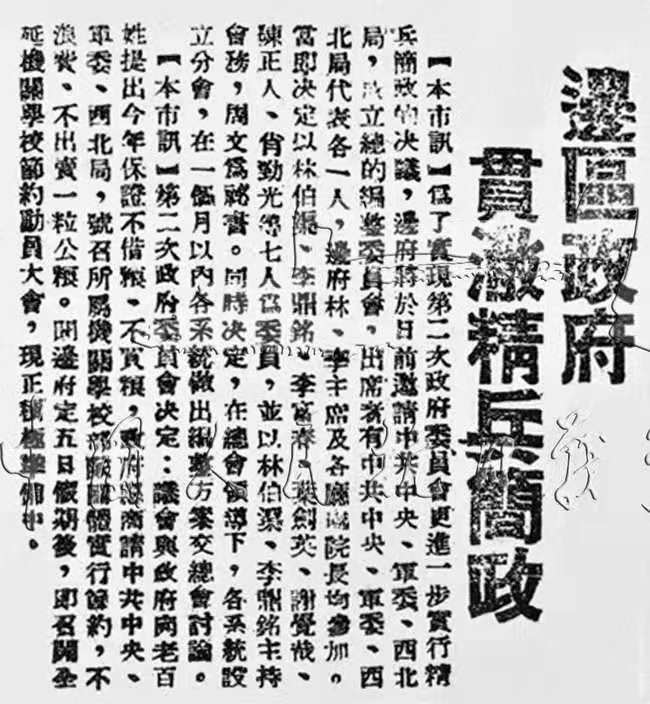 邊區政府
貫澈精兵簡政
【本市訊】爲了實現第二次政府委員會更進一步實行精
兵簡政的決議，邊府將於日前邀請中共中央、軍委、西北
局，成立總的編整委員會，出席者有中共中央、軍委、西
北局代表各一人，邊府林、李主席及各廳處院長均參加。
當即決定以林伯渠、李鼎銘、李富春、葉劍英、謝覺哉、
陳正人、肖勁光等七人爲委員，並以林伯渠、李鼎銘主持
會務，周文爲祕書。同時決定，在總會領導下，各系統設
立分會，在一個月以內各系統做出編整方案交總會討論。
【本市訊】第二次政府委員會決定：議會與政府向老百
姓提出今年保證不借糧、不買糧，政府並商請中共中央、
軍委、西北局，號召所屬機關學校部隊團體實行節約，不
浪費、不出賣一粒公糧。聞邊府定五日假期後，即召開全
延機關學校節約動員大會，現正積極準備中。